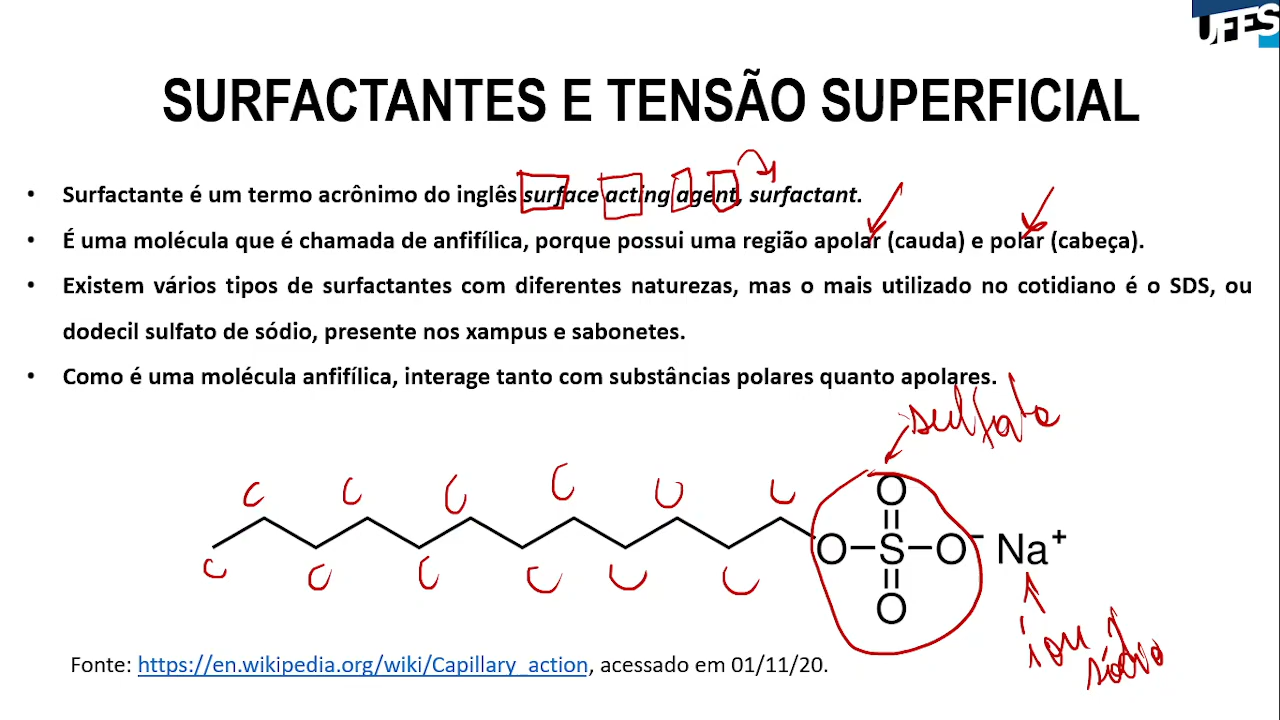 UFES
SURFACTANTES E TENSÃO SUPERFICIAL
• Surfactante é um termo acrônimo do inglês surface acting agent, surfactant.
• É uma molécula que é chamada de anfifílica, porque possui uma região apolar (cauda) e polar (cabeça).
• Existem vários tipos de surfactantes com diferentes naturezas, mas o mais utilizado no cotidiano é o SDS, ou
dodecil sulfato de sódio, presente nos xampus e sabonetes.
• Como é uma molécula anfifílica, interage tanto com substâncias polares quanto apolares.
sulfato
C C C C C C
O
O S O⁻ Na⁺
C C C C C C
O
íon
sódio
Fonte: https://en.wikipedia.org/wiki/Capillary_action, acessado em 01/11/20.